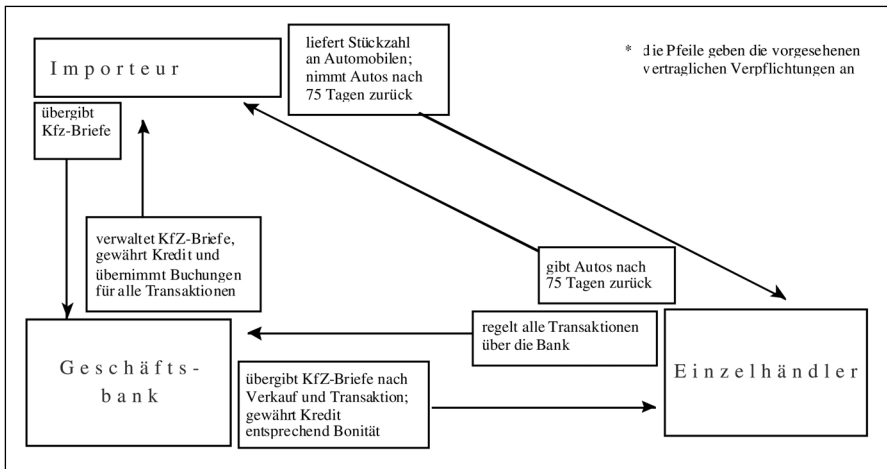 Importeur
liefert Stückzahl
an Automobilen;
nimmt Autos nach
75 Tagen zurück
* die Pfeile geben die vorgesehenen
vertraglichen Verpflichtungen an
übergibt
Kfz-Briefe
verwaltet KfZ-Briefe,
gewährt Kredit und
übernimmt Buchungen
für alle Transaktionen
gibt Autos nach
75 Tagen zurück
regelt alle Transaktionen
über die Bank
Geschäfts-
bank
übergibt KfZ-Briefe nach
Verkauf und Transaktion;
gewährt Kredit
entsprechend Bonität
Einzelhändler